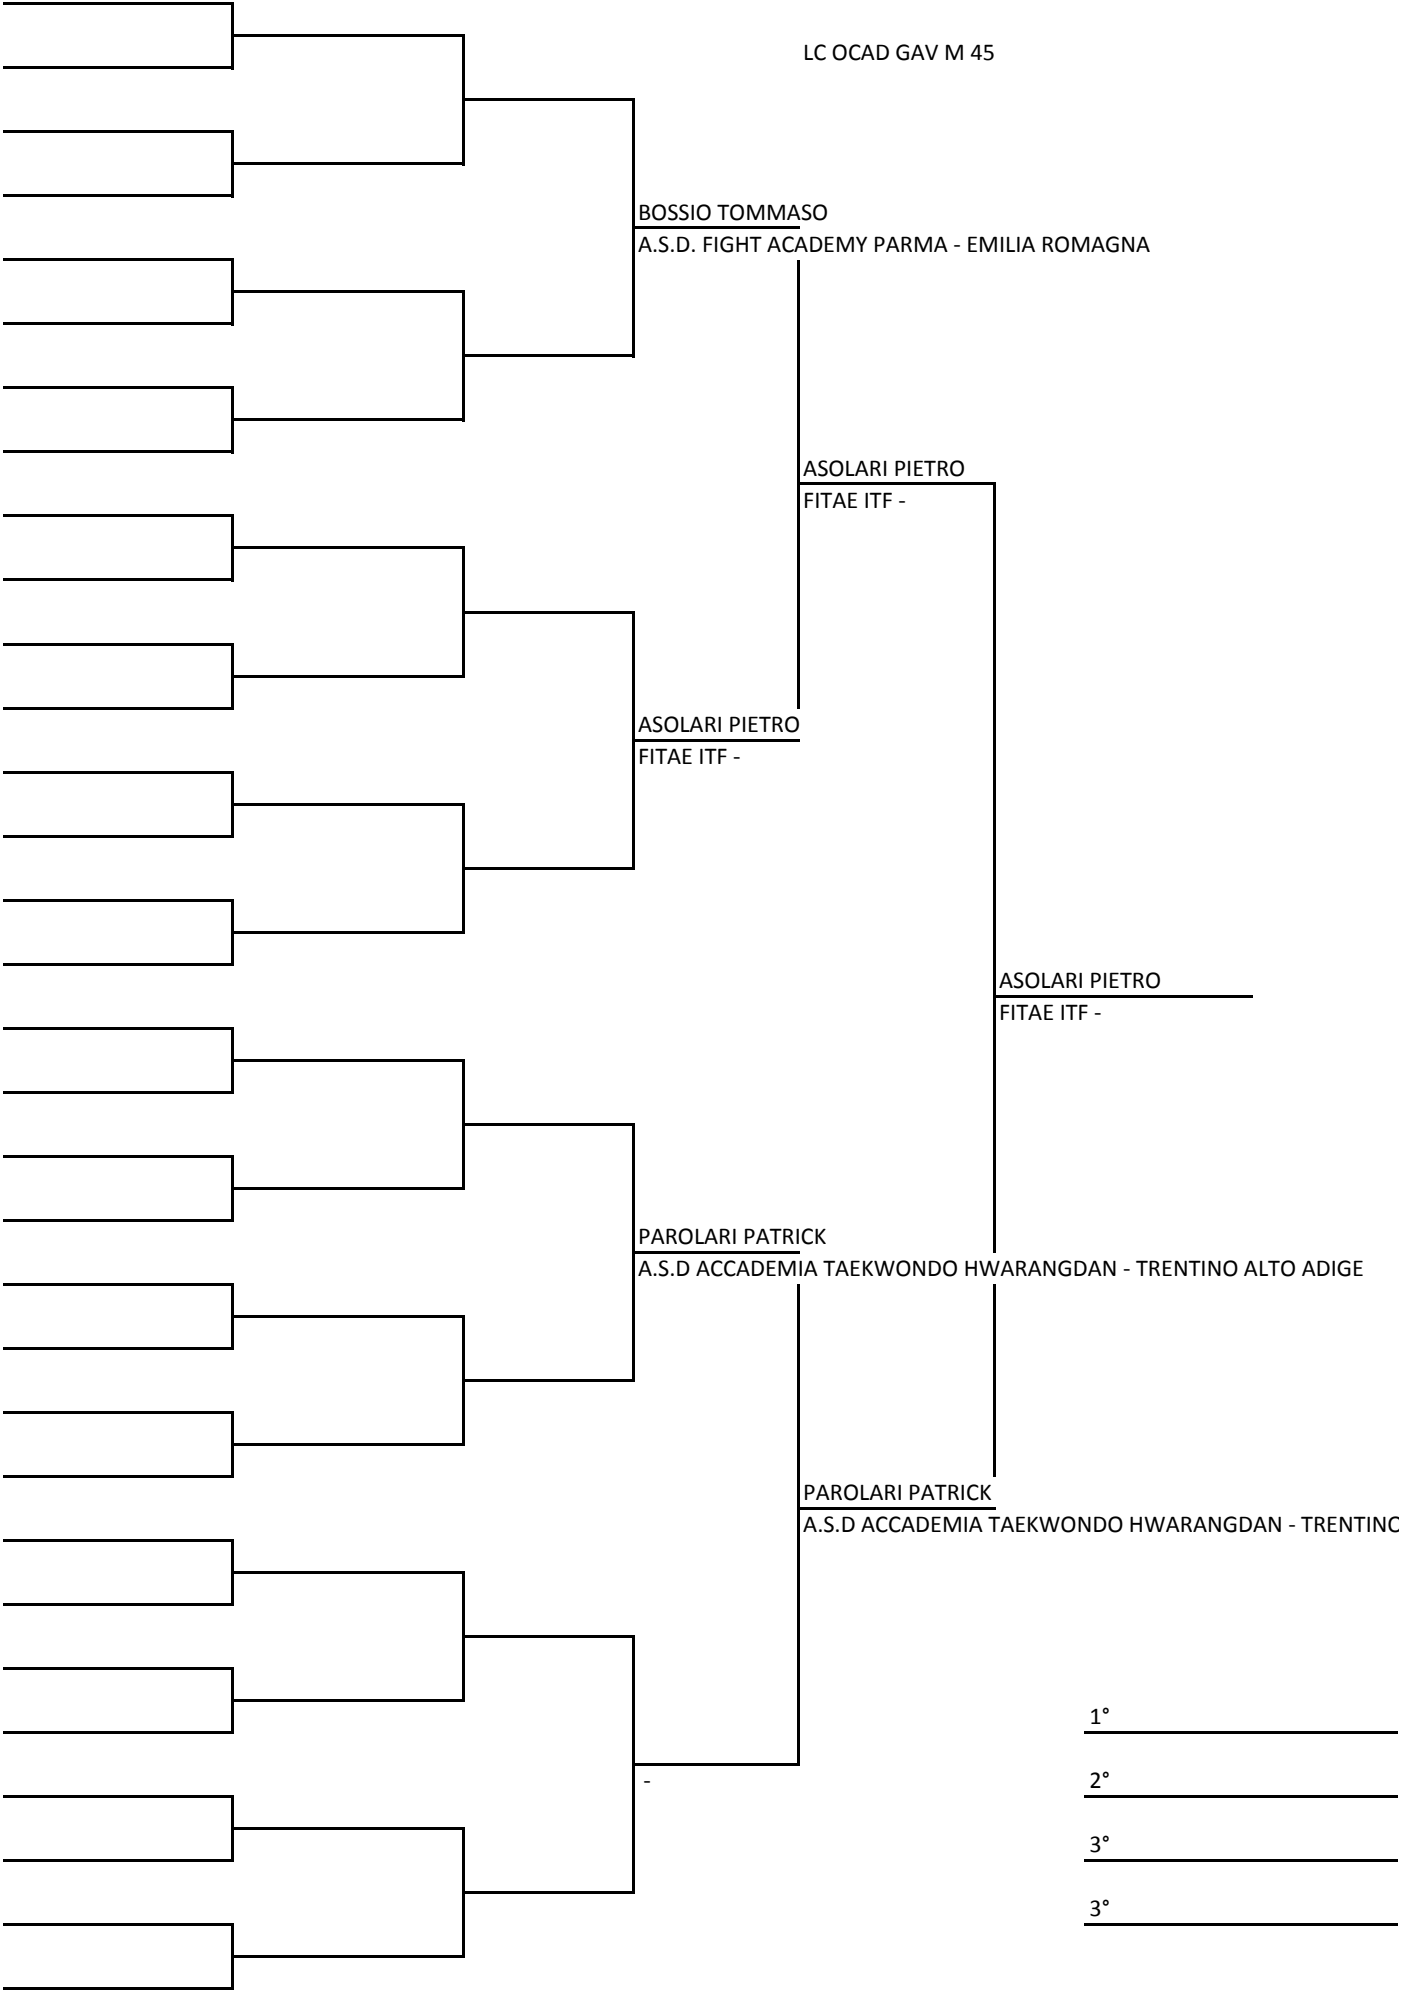 LC OCAD GAV M 45
BOSSIO TOMMASO
A.S.D. FIGHT ACADEMY PARMA - EMILIA ROMAGNA
ASOLARI PIETRO
FITAE ITF -
ASOLARI PIETRO
FITAE ITF -
ASOLARI PIETRO
FITAE ITF -
PAROLARI PATRICK
A.S.D ACCADEMIA TAEKWONDO HWARANGDAN - TRENTINO ALTO ADIGE
PAROLARI PATRICK
A.S.D ACCADEMIA TAEKWONDO HWARANGDAN - TRENTINO
1°
-
2°
3°
3°